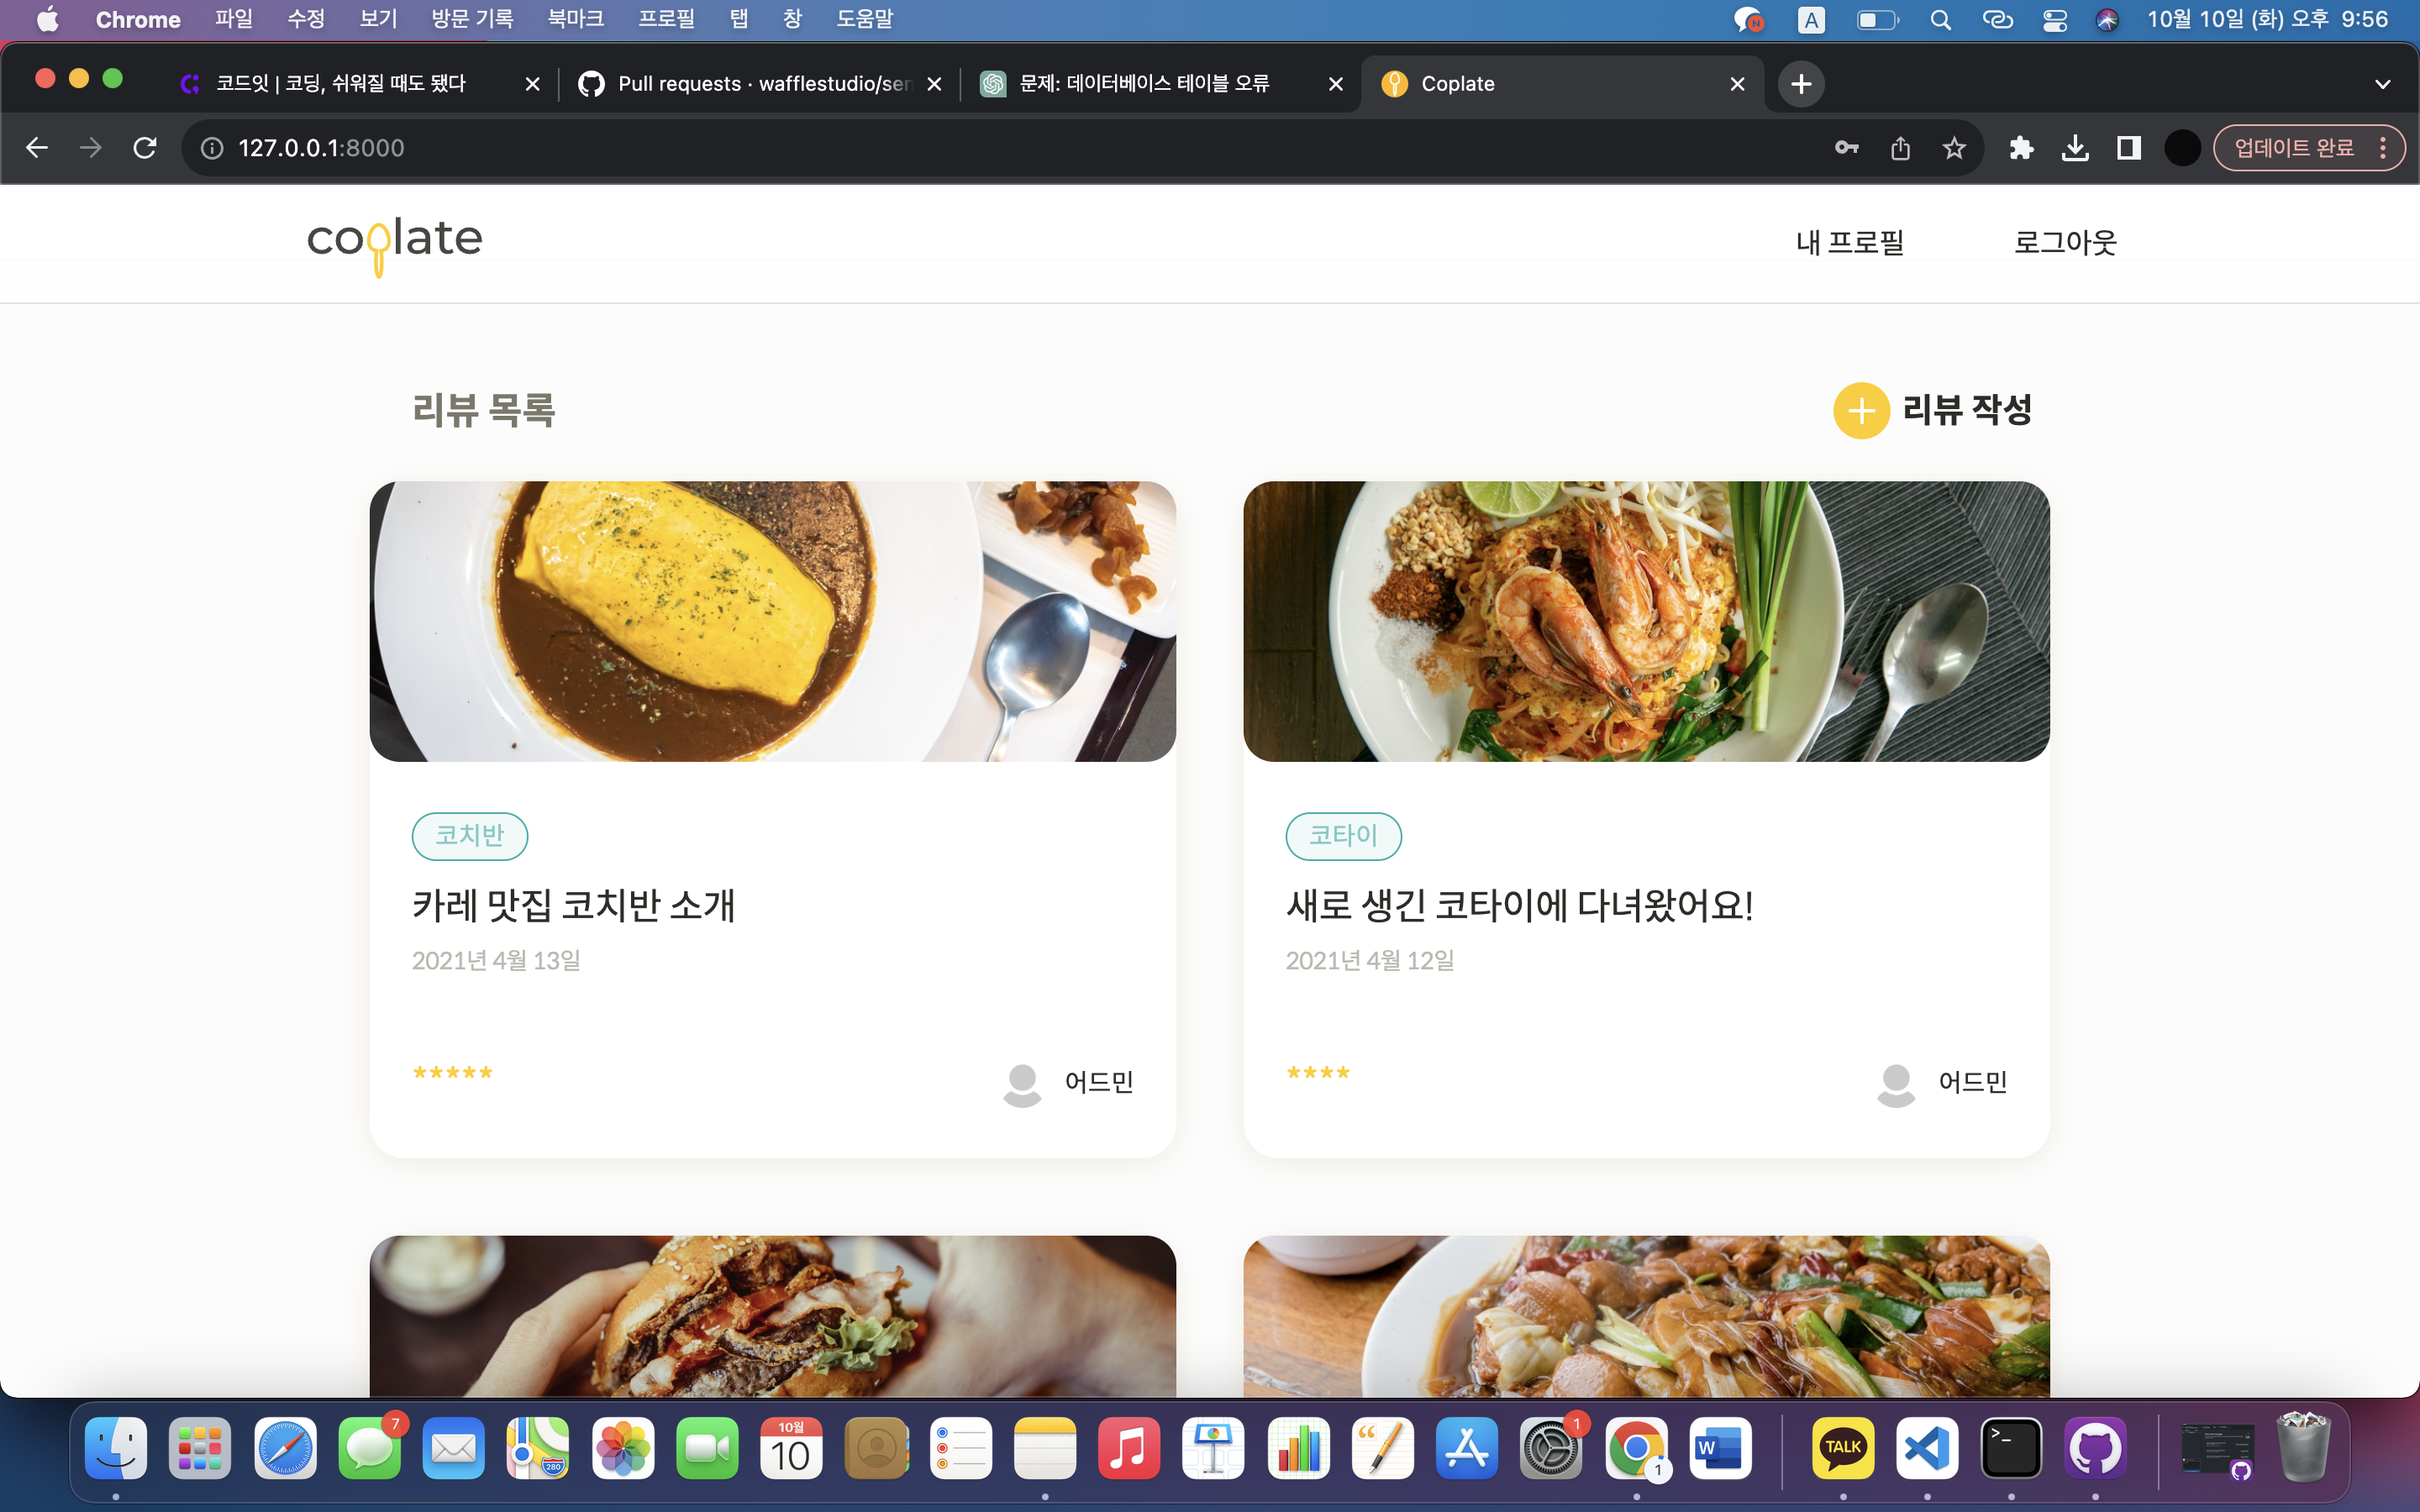 Chrome 파일 수정 보기 방문 기록 북마크 프로필 탭 창 도움말 N A 10월 10일 (화) 오후 9:56
코드잇 | 코딩, 쉬워질 때도 됐다 Pull requests · wafflestudio/sem 문제: 데이터베이스 테이블 오류 Coplate
127.0.0.1:8000 업데이트 완료
coplate 내 프로필 로그아웃
리뷰 목록 리뷰 작성
코치반
카레 맛집 코치반 소개
2021년 4월 13일
***** 어드민
코타이
새로 생긴 코타이에 다녀왔어요!
2021년 4월 12일
**** 어드민
7 280 10월 10 1 1 W TALK >_